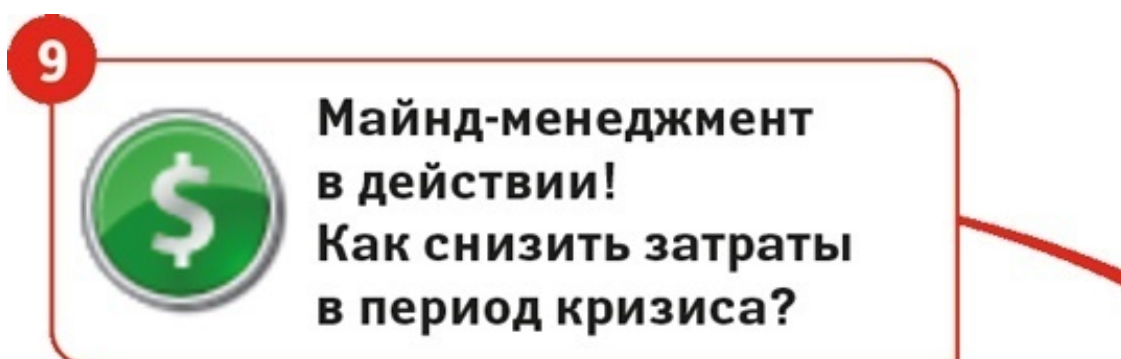 9
Майнд-менеджмент
в действии!
Как снизить затраты
в период кризиса?
$